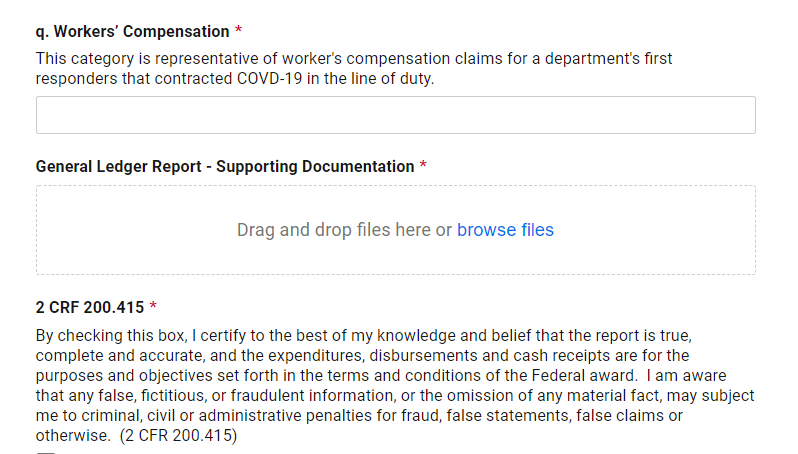 q. Workers’ Compensation *
This category is representative of worker's compensation claims for a department's first
responders that contracted COVD-19 in the line of duty.
General Ledger Report - Supporting Documentation *
Drag and drop files here or browse files
2 CRF 200.415 *
By checking this box, I certify to the best of my knowledge and belief that the report is true,
complete and accurate, and the expenditures, disbursements and cash receipts are for the
purposes and objectives set forth in the terms and conditions of the Federal award.  I am aware
that any false, fictitious, or fraudulent information, or the omission of any material fact, may subject
me to criminal, civil or administrative penalties for fraud, false statements, false claims or
otherwise.  (2 CFR 200.415)